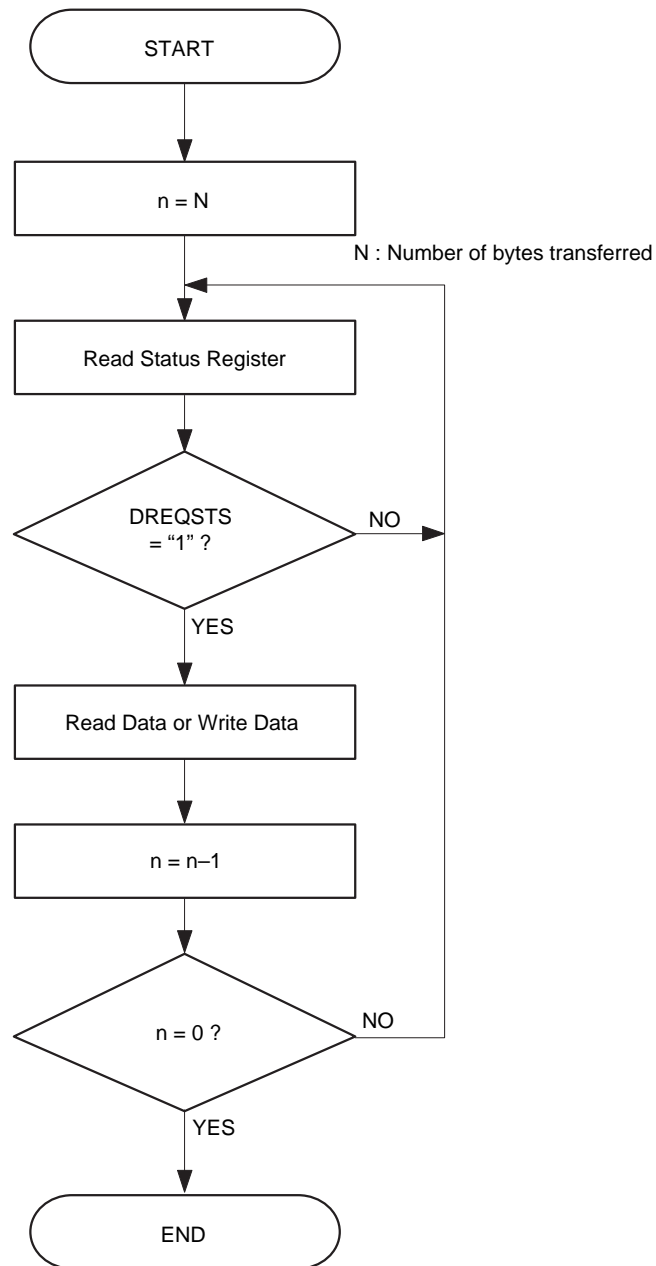 START
n = N
N : Number of bytes transferred
Read Status Register
DREQSTS
= “1” ?
NO
YES
Read Data or Write Data
n = n–1
n = 0 ?
NO
YES
END